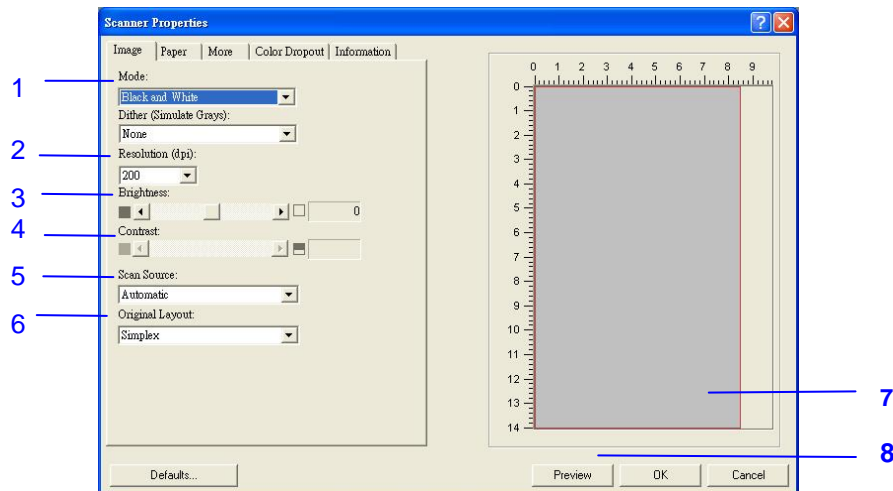 Scanner Properties
Image Paper More Color Dropout Information
1 Mode:
Black and White
Dither (Simulate Grays):
None
2 Resolution (dpi):
200
3 Brightness:
0
4 Contrast:
5 Scan Source:
Automatic
6 Original Layout:
Simplex
0 1 2 3 4 5 6 7 8 9
0
1
2
3
4
5
6
7
8
9
10
11
12
13
14
7
8
Defaults... Preview OK Cancel